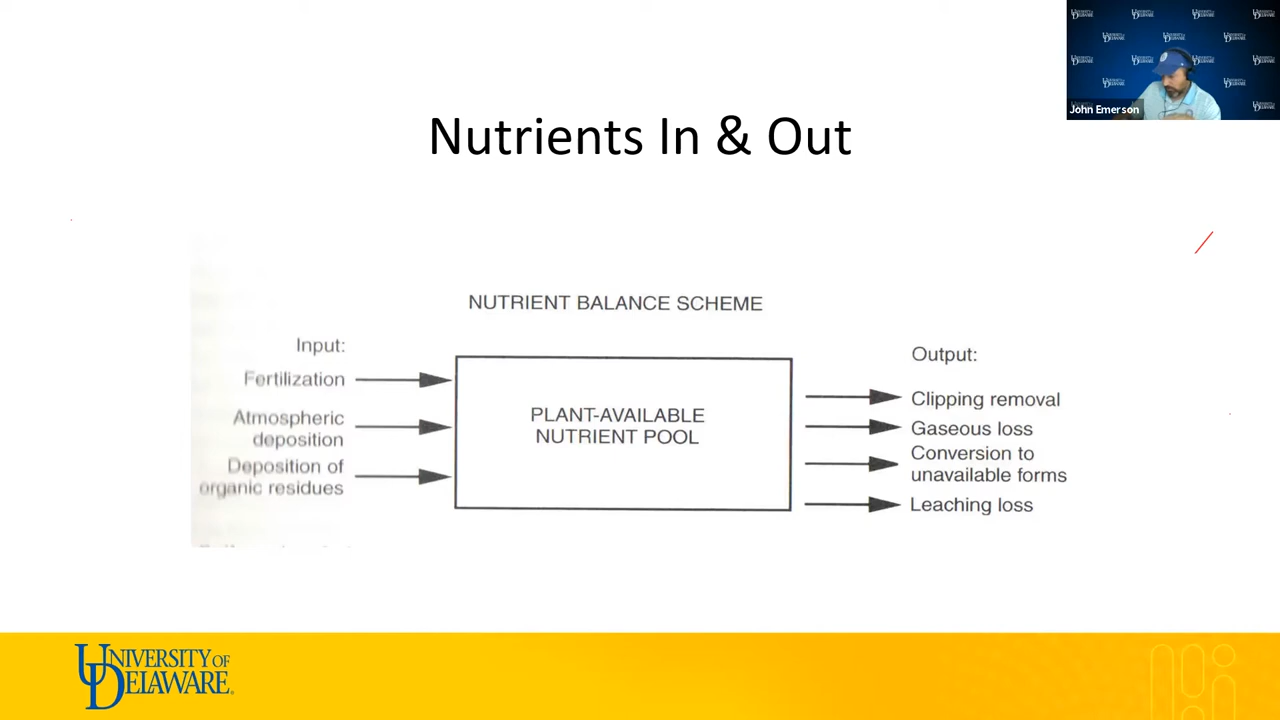 John Emerson
Nutrients In & Out
NUTRIENT BALANCE SCHEME
Input:
Fertilization
Atmospheric
deposition
Deposition of
organic residues
PLANT-AVAILABLE
NUTRIENT POOL
Output:
Clipping removal
Gaseous loss
Conversion to
unavailable forms
Leaching loss
UNIVERSITY OF
DELAWARE.